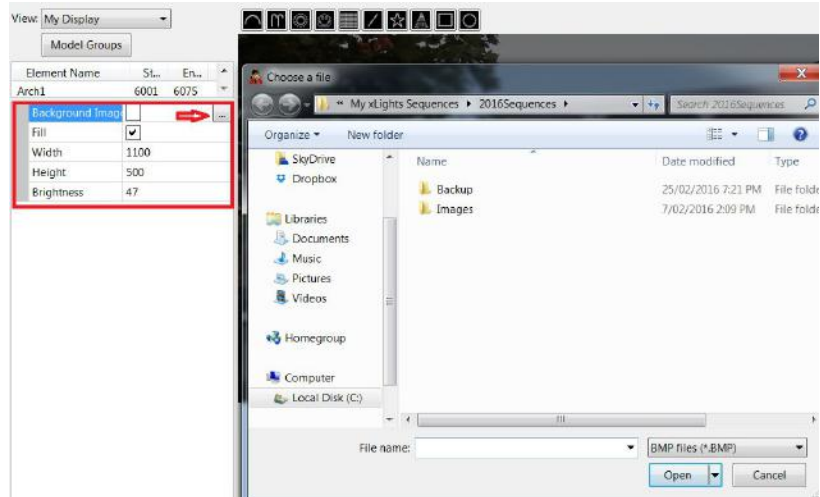 View: My Display
Model Groups
Element Name St... En...
Arch1 6001 6075
Background Imag ...
Fill
Width 1100
Height 500
Brightness 47
Choose a file
« My xLights Sequences ▸ 2016Sequences ▸
Search 2016Sequences
Organize New folder
Name Date modified Type
SkyDrive
Dropbox
Libraries
Documents
Music
Pictures
Videos
Homegroup
Computer
Local Disk (C:)
Backup 25/02/2016 7:21 PM File folde
Images 7/02/2016 2:09 PM File folde
File name: BMP files (*.BMP)
Open Cancel